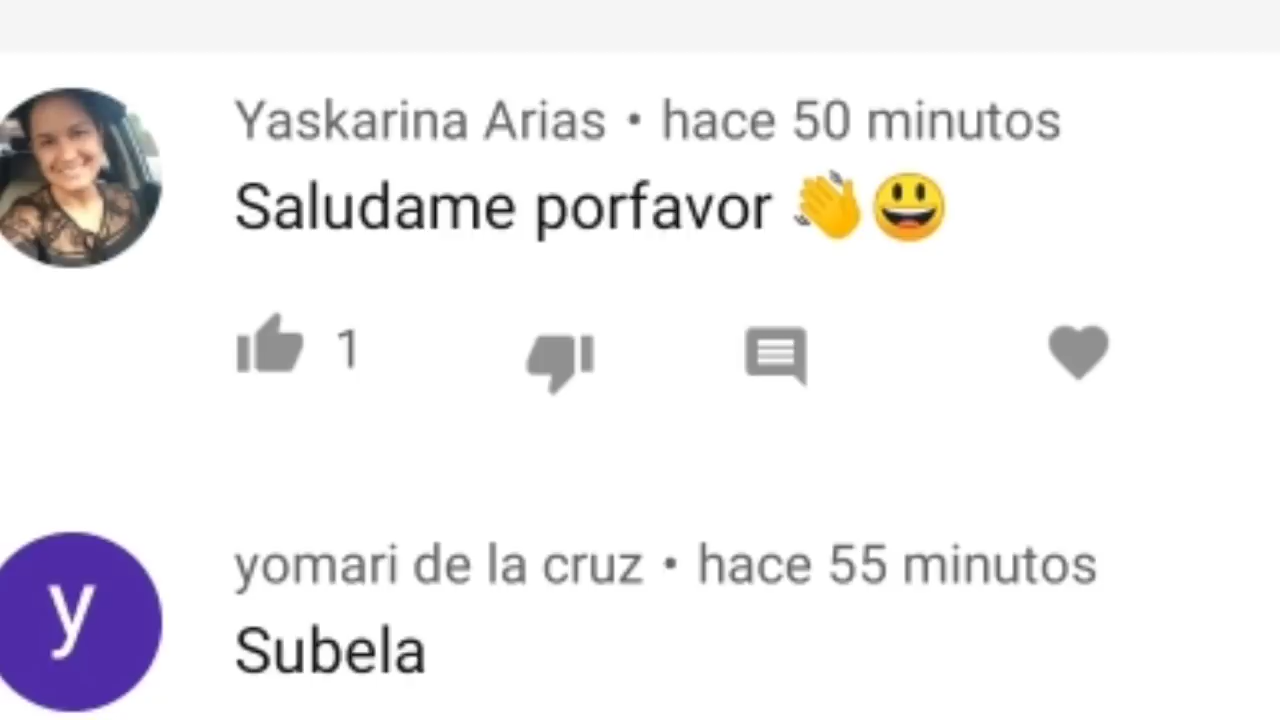 Yaskarina Arias • hace 50 minutos
Saludame porfavor 👋😃
1
y
yomari de la cruz • hace 55 minutos
Subela